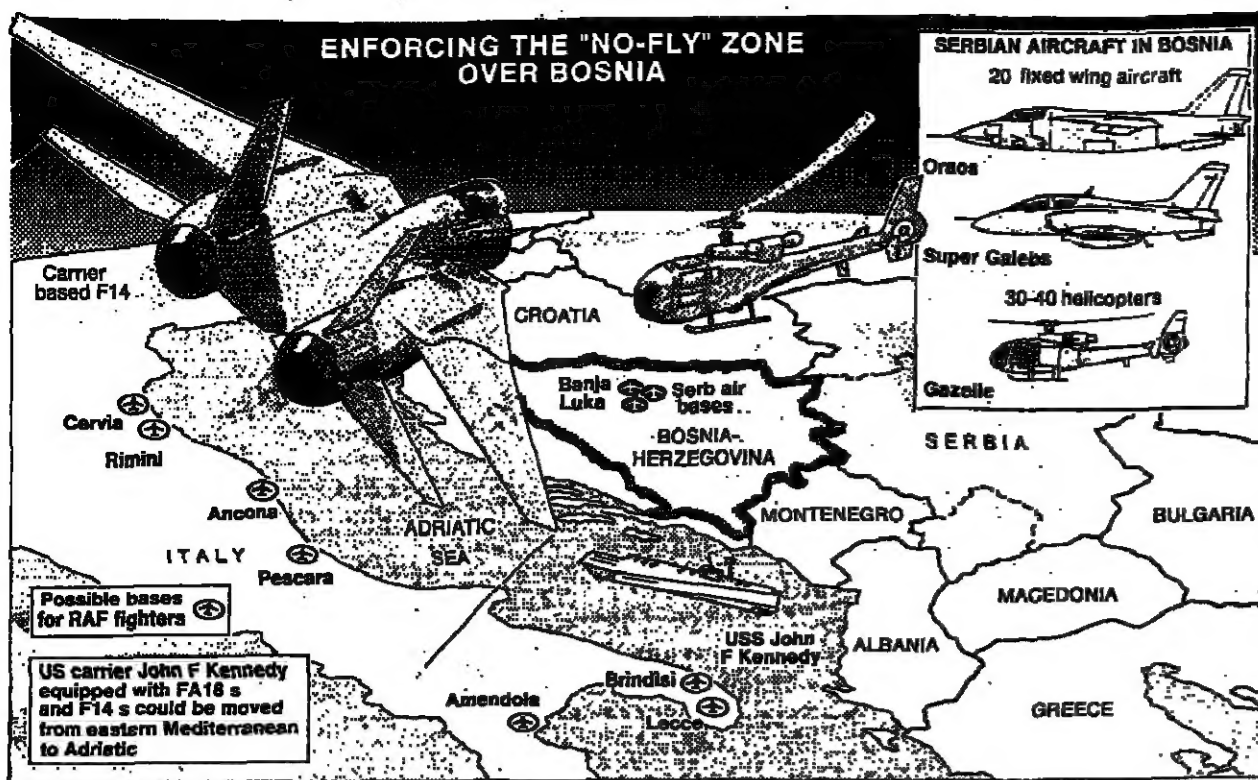 ENFORCING THE "NO-FLY" ZONE
OVER BOSNIA
SERBIAN AIRCRAFT IN BOSNIA
20 fixed wing aircraft
Oraos
Super Galebs
30-40 helicopters
Gazelle
Carrier
based F14
CROATIA
Banja
Luka
Serb air
bases
BOSNIA-
HERZEGOVINA
SERBIA
Cervia
Rimini
Ancona
ITALY
Pescara
ADRIATIC
SEA
MONTENEGRO
BULGARIA
MACEDONIA
ALBANIA
GREECE
Possible bases
for RAF fighters
USS John
F Kennedy
US carrier John F Kennedy
equipped with FA18 s
and F14 s could be moved
from eastern Mediterranean
to Adriatic
Amendola
Brindisi
Lecce